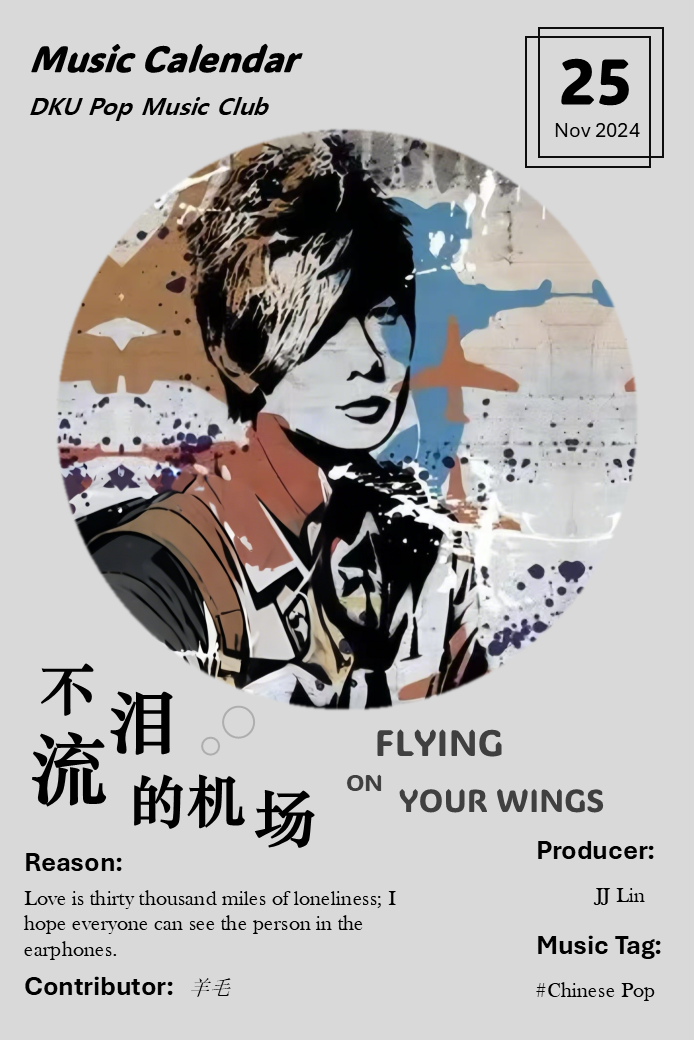 Music Calendar
DKU Pop Music Club
25
Nov 2024
不流泪的机场
FLYING
ON YOUR WINGS
Reason:
Love is thirty thousand miles of loneliness; I
hope everyone can see the person in the
earphones.
Contributor: 羊毛
Producer:
JJ Lin
Music Tag:
#Chinese Pop